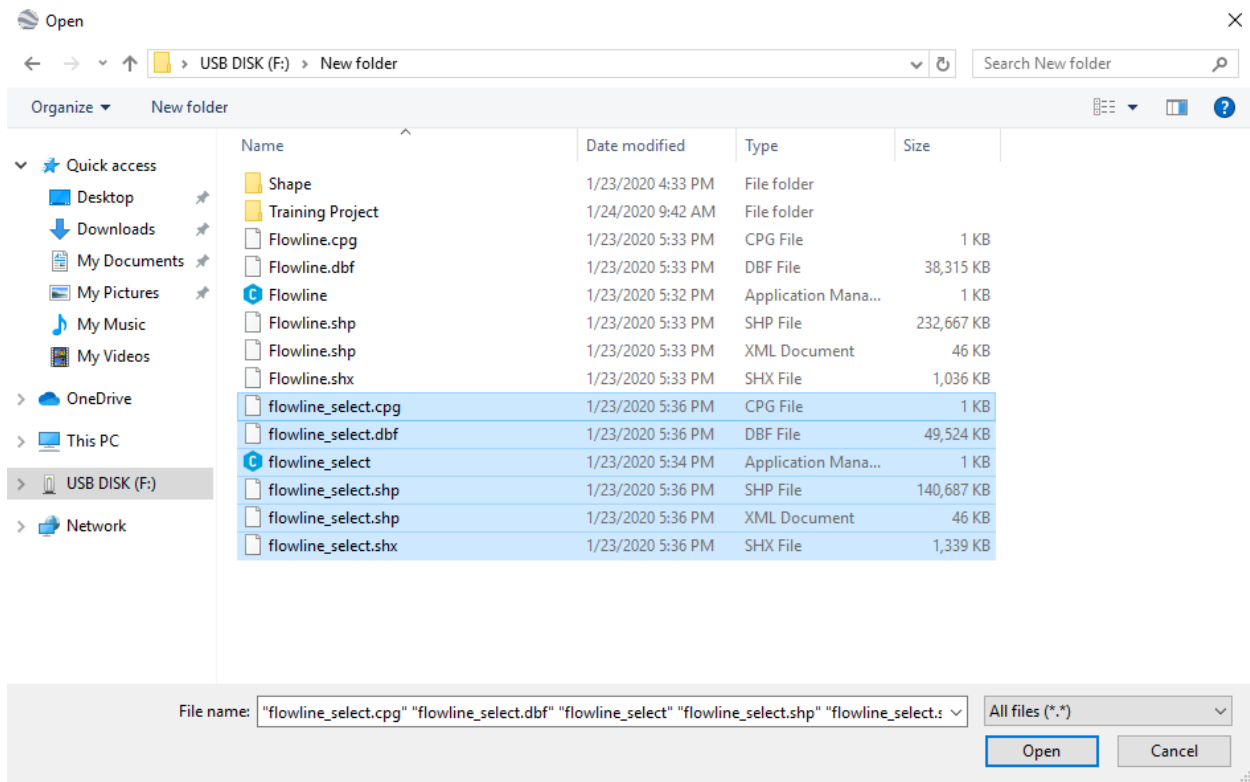 Open
USB DISK (F:) New folder
Search New folder
Organize New folder
Name Date modified Type Size
Quick access
Desktop
Downloads
My Documents
My Pictures
My Music
My Videos
OneDrive
This PC
USB DISK (F:)
Network
Shape 1/23/2020 4:33 PM File folder
Training Project 1/24/2020 9:42 AM File folder
Flowline.cpg 1/23/2020 5:33 PM CPG File 1 KB
Flowline.dbf 1/23/2020 5:33 PM DBF File 38,315 KB
Flowline 1/23/2020 5:32 PM Application Mana... 1 KB
Flowline.shp 1/23/2020 5:33 PM SHP File 232,667 KB
Flowline.shp 1/23/2020 5:33 PM XML Document 46 KB
Flowline.shx 1/23/2020 5:33 PM SHX File 1,036 KB
flowline_select.cpg 1/23/2020 5:36 PM CPG File 1 KB
flowline_select.dbf 1/23/2020 5:36 PM DBF File 49,524 KB
flowline_select 1/23/2020 5:34 PM Application Mana... 1 KB
flowline_select.shp 1/23/2020 5:36 PM SHP File 140,687 KB
flowline_select.shp 1/23/2020 5:36 PM XML Document 46 KB
flowline_select.shx 1/23/2020 5:36 PM SHX File 1,339 KB
File name: "flowline_select.cpg" "flowline_select.dbf" "flowline_select" "flowline_select.shp" "flowline_select.s All files (*.*)
Open Cancel